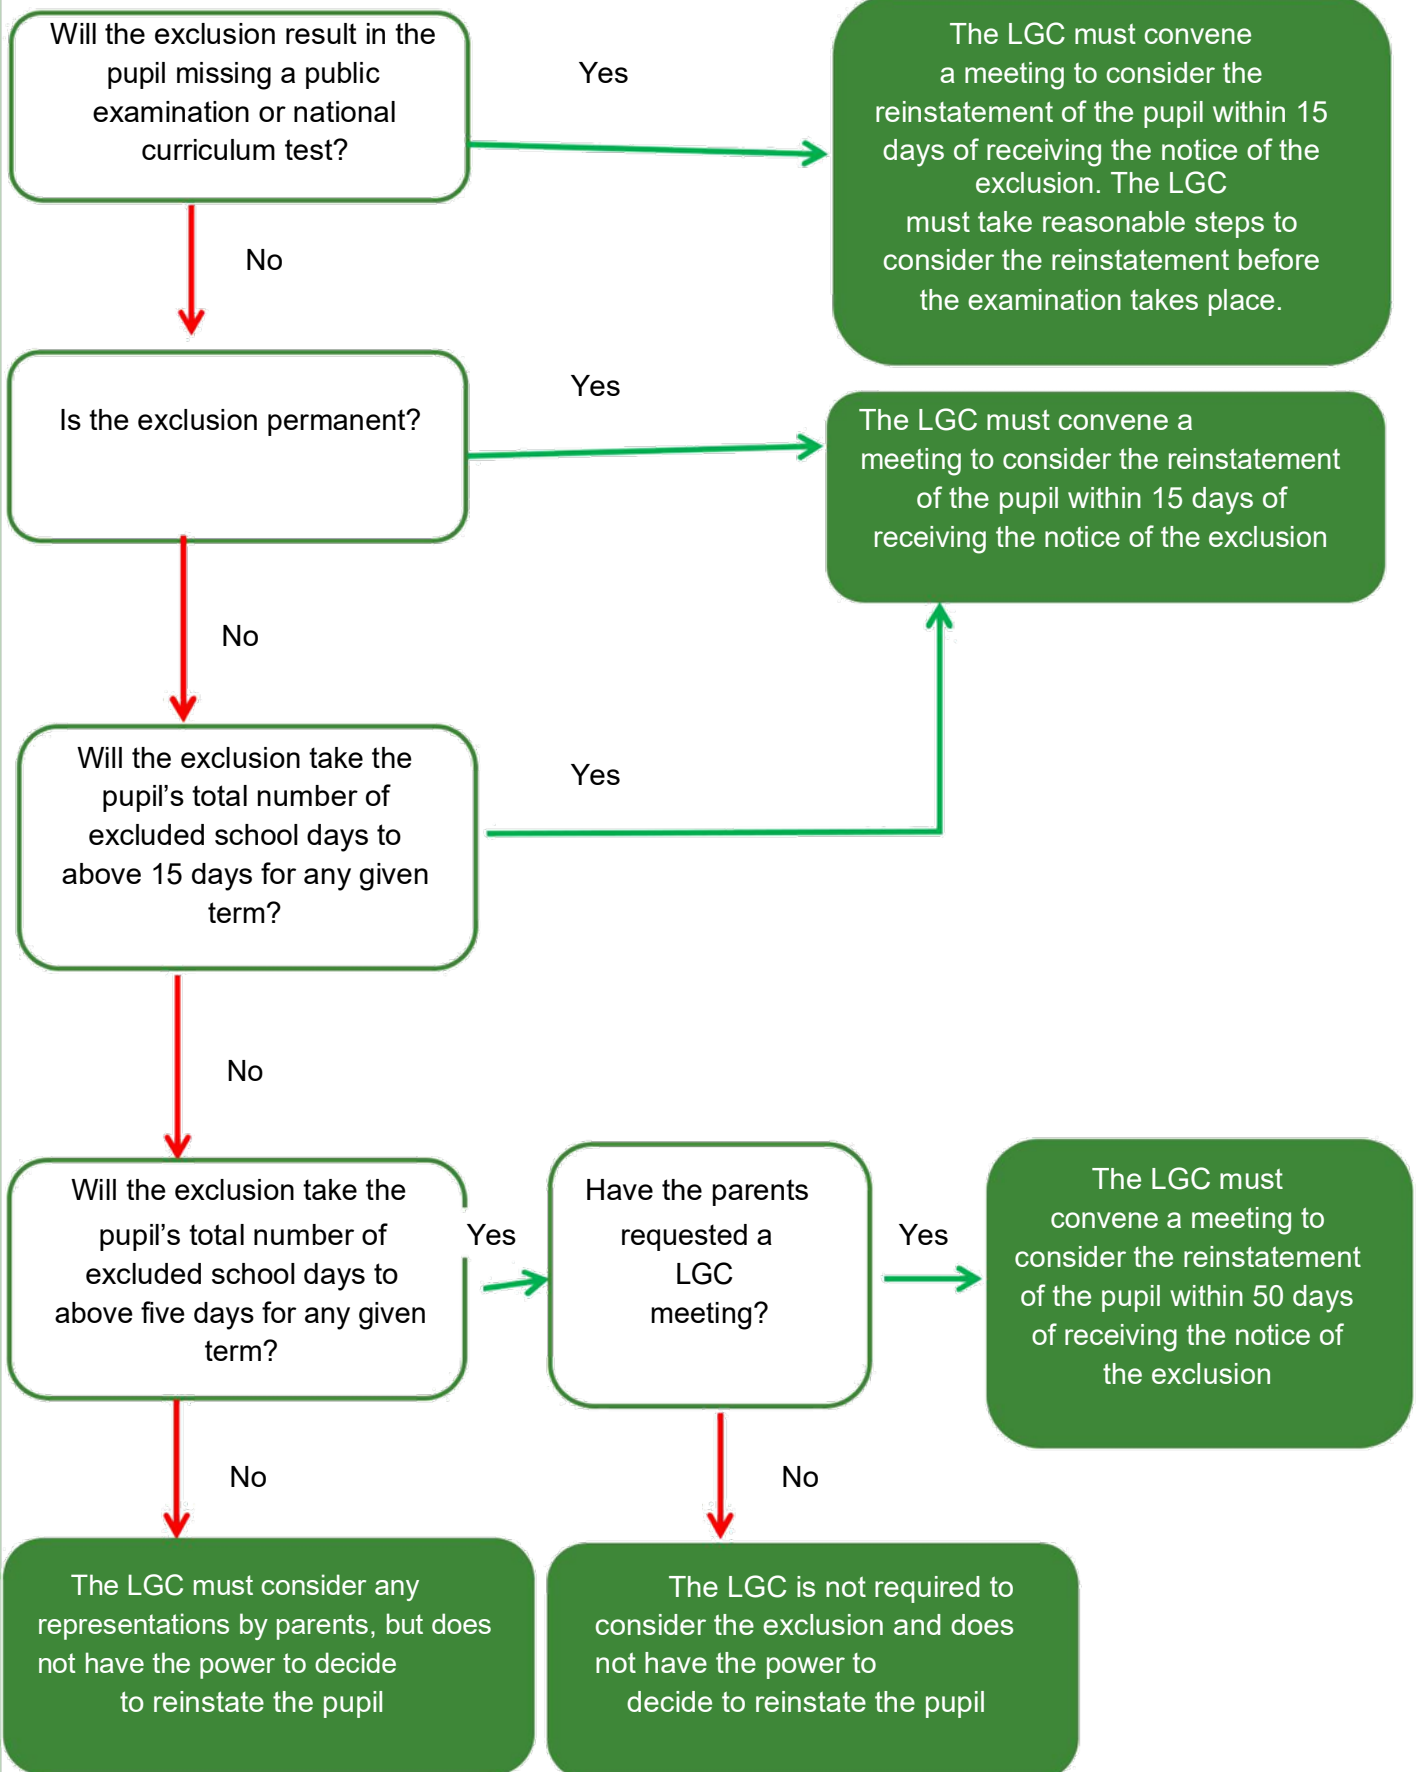 Will the exclusion result in the
pupil missing a public
examination or national
curriculum test?
Yes
The LGC must convene
a meeting to consider the
reinstatement of the pupil within 15
days of receiving the notice of the
exclusion. The LGC
must take reasonable steps to
consider the reinstatement before
the examination takes place.
No
Is the exclusion permanent?
Yes
The LGC must convene a
meeting to consider the reinstatement
of the pupil within 15 days of
receiving the notice of the exclusion
No
Will the exclusion take the
pupil’s total number of
excluded school days to
above 15 days for any given
term?
Yes
No
Will the exclusion take the
pupil’s total number of
excluded school days to
above five days for any given
term?
Yes
Have the parents
requested a
LGC
meeting?
Yes
The LGC must
convene a meeting to
consider the reinstatement
of the pupil within 50 days
of receiving the notice of
the exclusion
No
No
The LGC must consider any
representations by parents, but does
not have the power to decide
to reinstate the pupil
The LGC is not required to
consider the exclusion and does
not have the power to
decide to reinstate the pupil